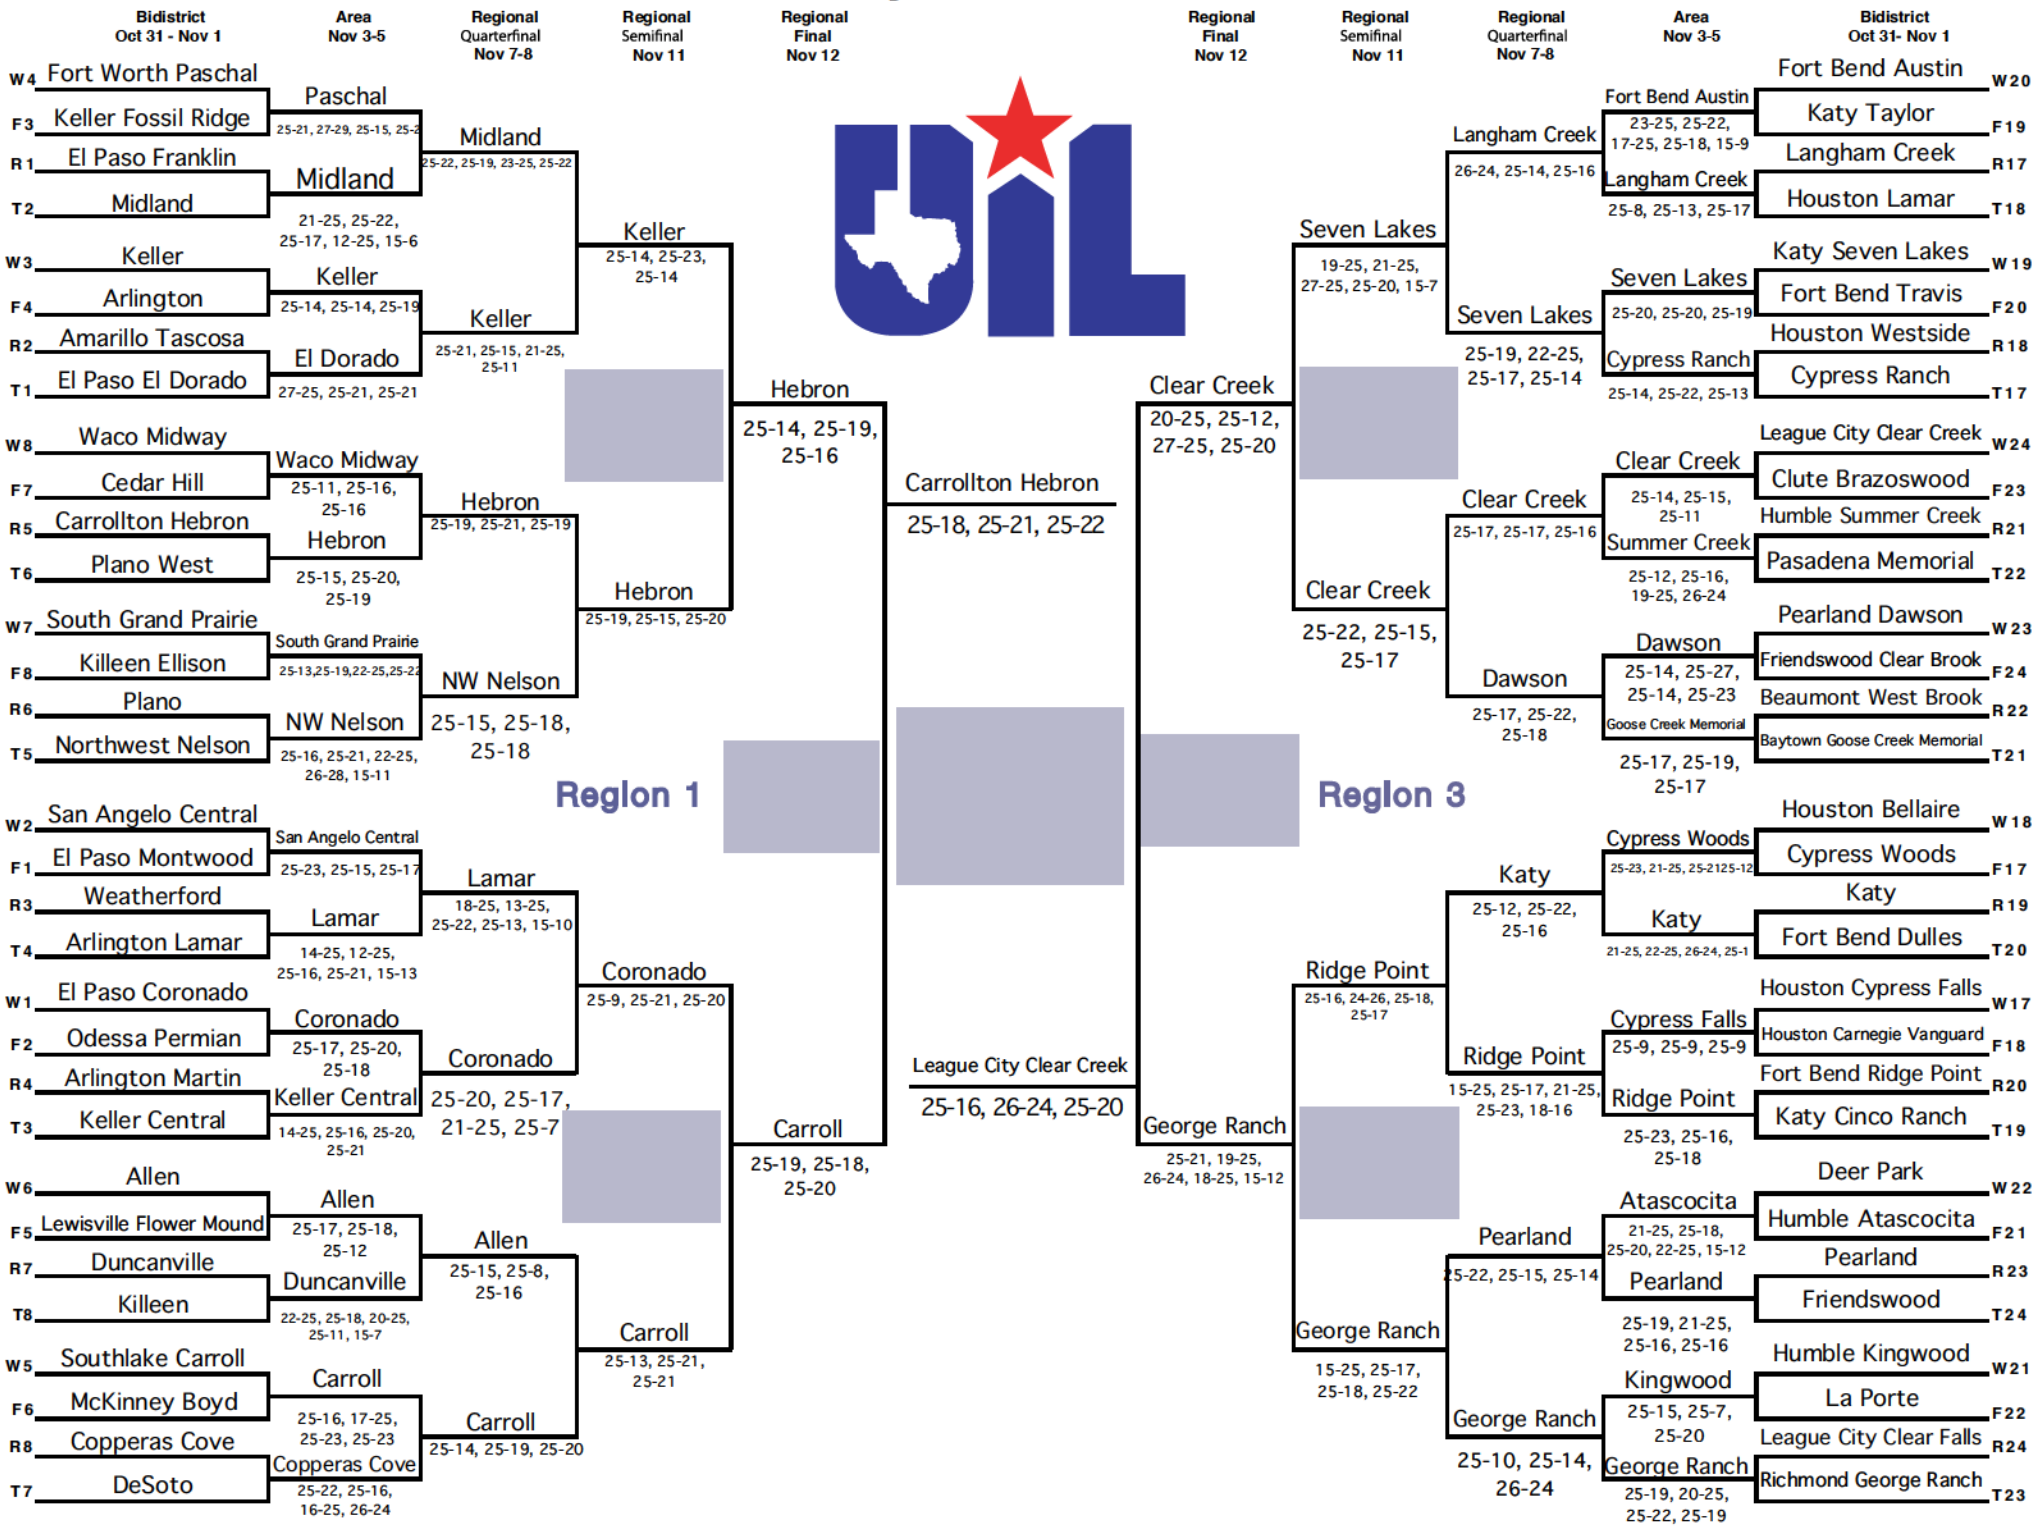 Bidistrict
Oct 31 - Nov 1
Area
Nov 3-5
Regional
Quarterfinal
Nov 7-8
Regional
Semifinal
Nov 11
Regional
Final
Nov 12
Regional
Final
Nov 12
Regional
Semifinal
Nov 11
Regional
Quarterfinal
Nov 7-8
Area
Nov 3-5
Bidistrict
Oct 31- Nov 1
W4 Fort Worth Paschal
F3 Keller Fossil Ridge
R1 El Paso Franklin
T2 Midland
W3 Keller
F4 Arlington
R2 Amarillo Tascosa
T1 El Paso El Dorado
W8 Waco Midway
F7 Cedar Hill
R5 Carrollton Hebron
T6 Plano West
W7 South Grand Prairie
F8 Killeen Ellison
R6 Plano
T5 Northwest Nelson
W2 San Angelo Central
F1 El Paso Montwood
R3 Weatherford
T4 Arlington Lamar
W1 El Paso Coronado
F2 Odessa Permian
R4 Arlington Martin
T3 Keller Central
W6 Allen
F5 Lewisville Flower Mound
R7 Duncanville
T8 Killeen
W5 Southlake Carroll
F6 McKinney Boyd
R8 Copperas Cove
T7 DeSoto
Paschal
25-21, 27-29, 25-15, 25-2
Midland
21-25, 25-22,
25-17, 12-25, 15-6
Keller
25-14, 25-14, 25-19
El Dorado
27-25, 25-21, 25-21
Waco Midway
25-11, 25-16,
25-16
Hebron
25-15, 25-20,
25-19
South Grand Prairie
25-13,25-19,22-25,25-22
NW Nelson
25-16, 25-21, 22-25,
26-28, 15-11
San Angelo Central
25-23, 25-15, 25-17
Lamar
14-25, 12-25,
25-16, 25-21, 15-13
Coronado
25-17, 25-20,
25-18
Keller Central
14-25, 25-16, 25-20,
25-21
Allen
25-17, 25-18,
25-12
Duncanville
22-25, 25-18, 20-25,
25-11, 15-7
Carroll
25-16, 17-25,
25-23, 25-23
Copperas Cove
25-22, 25-16,
16-25, 26-24
Midland
25-22, 25-19, 23-25, 25-22
Keller
25-21, 25-15, 21-25,
25-11
Hebron
25-19, 25-21, 25-19
NW Nelson
25-15, 25-18,
25-18
Lamar
18-25, 13-25,
25-22, 25-13, 15-10
Coronado
25-20, 25-17,
21-25, 25-7
Allen
25-15, 25-8,
25-16
Carroll
25-14, 25-19, 25-20
Keller
25-14, 25-23,
25-14
Hebron
25-19, 25-15, 25-20
Region 1
Coronado
25-9, 25-21, 25-20
Carroll
25-13, 25-21,
25-21
Hebron
25-14, 25-19,
25-16
Carroll
25-19, 25-18,
25-20
UIL
Carrollton Hebron
25-18, 25-21, 25-22
League City Clear Creek
25-16, 26-24, 25-20
Clear Creek
20-25, 25-12,
27-25, 25-20
George Ranch
25-21, 19-25,
26-24, 18-25, 15-12
Seven Lakes
19-25, 21-25,
27-25, 25-20, 15-7
Clear Creek
25-22, 25-15,
25-17
Region 3
Ridge Point
25-16, 24-26, 25-18,
25-17
George Ranch
15-25, 25-17,
25-18, 25-22
Langham Creek
26-24, 25-14, 25-16
Seven Lakes
25-19, 22-25,
25-17, 25-14
Clear Creek
25-17, 25-17, 25-16
Dawson
25-17, 25-22,
25-18
Katy
25-12, 25-22,
25-16
Ridge Point
15-25, 25-17, 21-25,
25-23, 18-16
Pearland
25-22, 25-15, 25-14
George Ranch
25-10, 25-14,
26-24
Fort Bend Austin
23-25, 25-22,
17-25, 25-18, 15-9
Langham Creek
25-8, 25-13, 25-17
Seven Lakes
25-20, 25-20, 25-19
Cypress Ranch
25-14, 25-22, 25-13
Clear Creek
25-14, 25-15,
25-11
Summer Creek
25-12, 25-16,
19-25, 26-24
Dawson
25-14, 25-27,
25-14, 25-23
Goose Creek Memorial
25-17, 25-19,
25-17
Cypress Woods
25-23, 21-25, 25-2125-12
Katy
21-25, 22-25, 26-24, 25-1
Cypress Falls
25-9, 25-9, 25-9
Ridge Point
25-23, 25-16,
25-18
Atascocita
21-25, 25-18,
25-20, 22-25, 15-12
Pearland
25-19, 21-25,
25-16, 25-16
Kingwood
25-15, 25-7,
25-20
George Ranch
25-19, 20-25,
25-22, 25-19
Fort Bend Austin W20
Katy Taylor F19
Langham Creek R17
Houston Lamar T18
Katy Seven Lakes W19
Fort Bend Travis F20
Houston Westside R18
Cypress Ranch T17
League City Clear Creek W24
Clute Brazoswood F23
Humble Summer Creek R21
Pasadena Memorial T22
Pearland Dawson W23
Friendswood Clear Brook F24
Beaumont West Brook R22
Baytown Goose Creek Memorial T21
Houston Bellaire W18
Cypress Woods F17
Katy R19
Fort Bend Dulles T20
Houston Cypress Falls W17
Houston Carnegie Vanguard F18
Fort Bend Ridge Point R20
Katy Cinco Ranch T19
Deer Park W22
Humble Atascocita F21
Pearland R23
Friendswood T24
Humble Kingwood W21
La Porte F22
League City Clear Falls R24
Richmond George Ranch T23